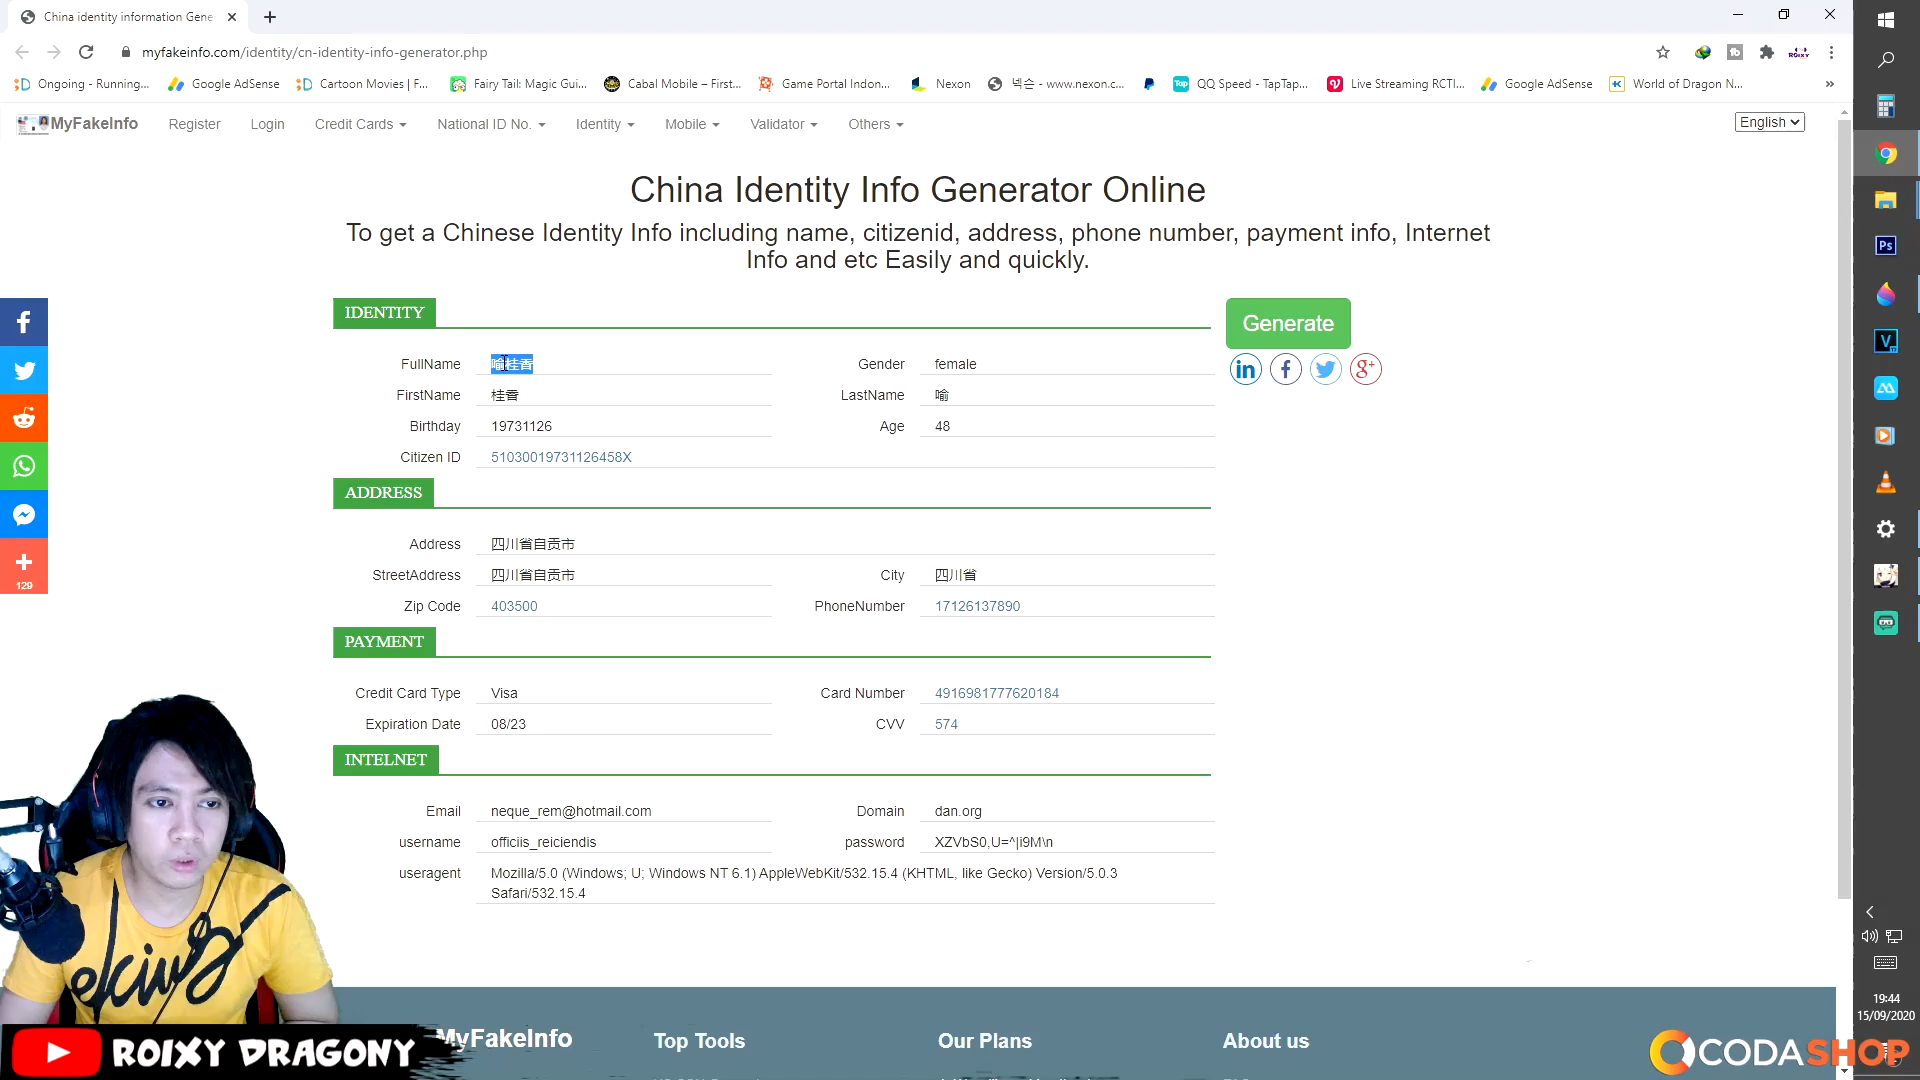 China identity information Gene
myfakeinfo.com/identity/cn-identity-info-generator.php
Ongoing - Running... Google AdSense Cartoon Movies | F... Fairy Tail: Magic Gui... Cabal Mobile – First... Game Portal Indon... Nexon 넥슨 - www.nexon.c... QQ Speed - TapTap... Live Streaming RCTI... Google AdSense World of Dragon N... »
MyFakeInfo Register Login Credit Cards National ID No. Identity Mobile Validator Others English
China Identity Info Generator Online
To get a Chinese Identity Info including name, citizenid, address, phone number, payment info, Internet
Info and etc Easily and quickly.
IDENTITY
Generate
FullName 喻桂香 Gender female
FirstName 桂香 LastName 喻
Birthday 19731126 Age 48
Citizen ID 51030019731126458X
ADDRESS
Address 四川省自贡市
StreetAddress 四川省自贡市 City 四川省
Zip Code 403500 PhoneNumber 17126137890
PAYMENT
Credit Card Type Visa Card Number 4916981777620184
Expiration Date 08/23 CVV 574
INTELNET
Email neque_rem@hotmail.com Domain dan.org
username officiis_reiciendis password XZVbS0,U=^|i9M\n
useragent Mozilla/5.0 (Windows; U; Windows NT 6.1) AppleWebKit/532.15.4 (KHTML, like Gecko) Version/5.0.3
Safari/532.15.4
129
MyFakeInfo Top Tools Our Plans About us
19:44
15/09/2020
ROIXY DRAGONY
CODASHOP